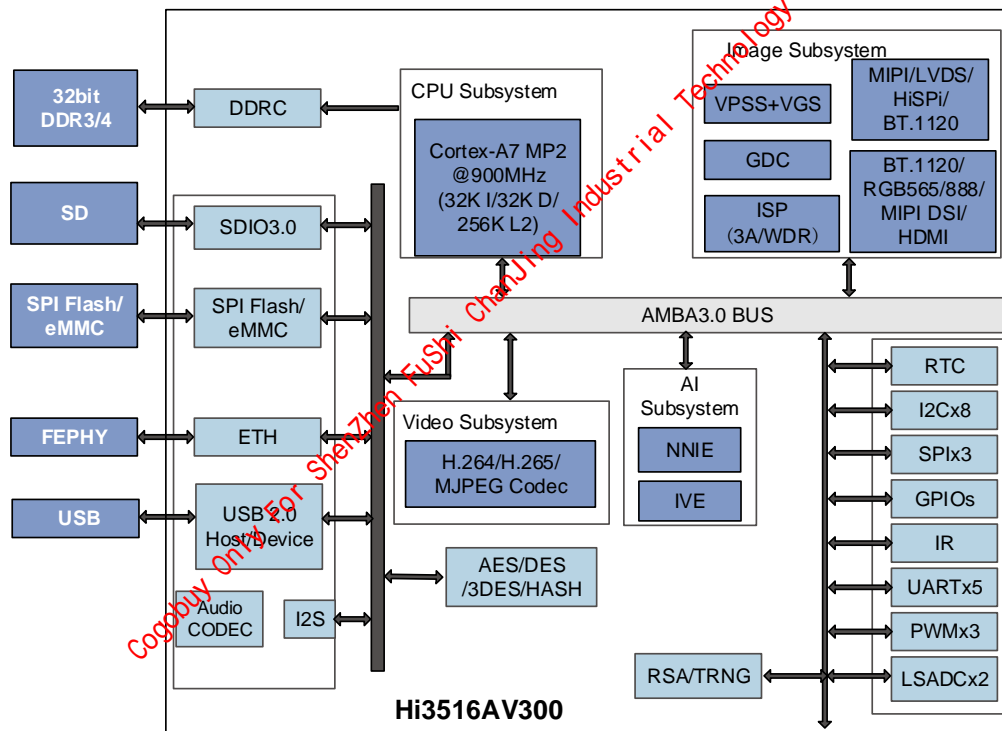 32bit
DDR3/4
DDRC
SD
SDIO3.0
SPI Flash/
eMMC
SPI Flash/
eMMC
FEPHY
ETH
USB
USB 2.0
Host/Device
Audio
CODEC
I2S
CPU Subsystem
Cortex-A7 MP2
@900MHz
(32K I/32K D/
256K L2)
Image Subsystem
VPSS+VGS
GDC
ISP
(3A/WDR)
MIPI/LVDS/
HiSPi/
BT.1120
BT.1120/
RGB565/888/
MIPI DSI/
HDMI
AMBA3.0 BUS
Video Subsystem
H.264/H.265/
MJPEG Codec
AI
Subsystem
NNIE
IVE
AES/DES
/3DES/HASH
RSA/TRNG
RTC
I2Cx8
SPIx3
GPIOs
IR
UARTx5
PWMx3
LSADCx2
Hi3516AV300
Cogobuy Only For ShenZhen FuShi ChanJing Industrial Technology